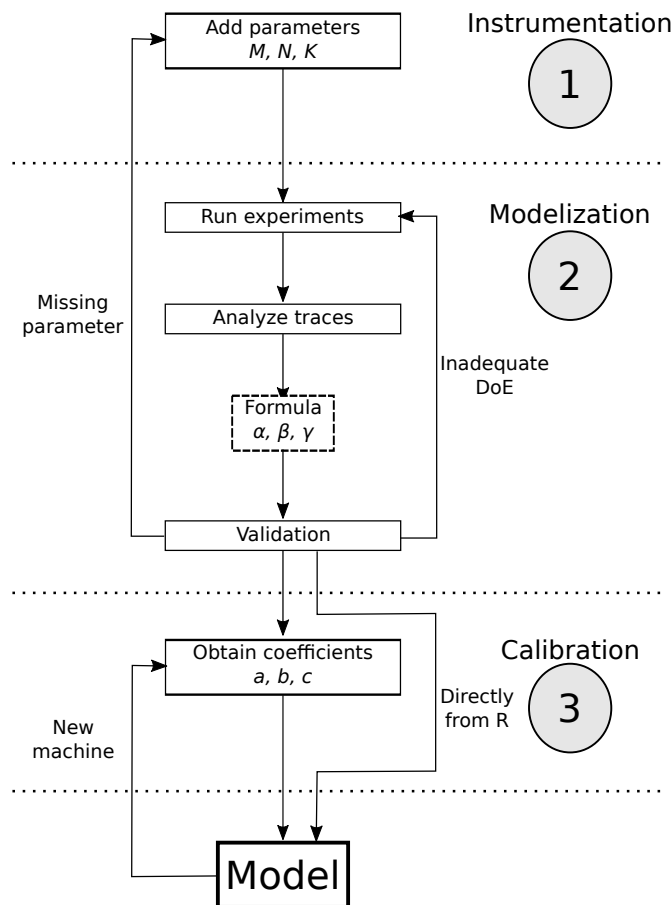 Add parameters
M, N, K
Instrumentation
1
Run experiments
Modelization
2
Analyze traces
Missing
parameter
Inadequate
DoE
Formula
α, β, γ
Validation
Obtain coefficients
a, b, c
Calibration
3
Directly
from R
New
machine
Model